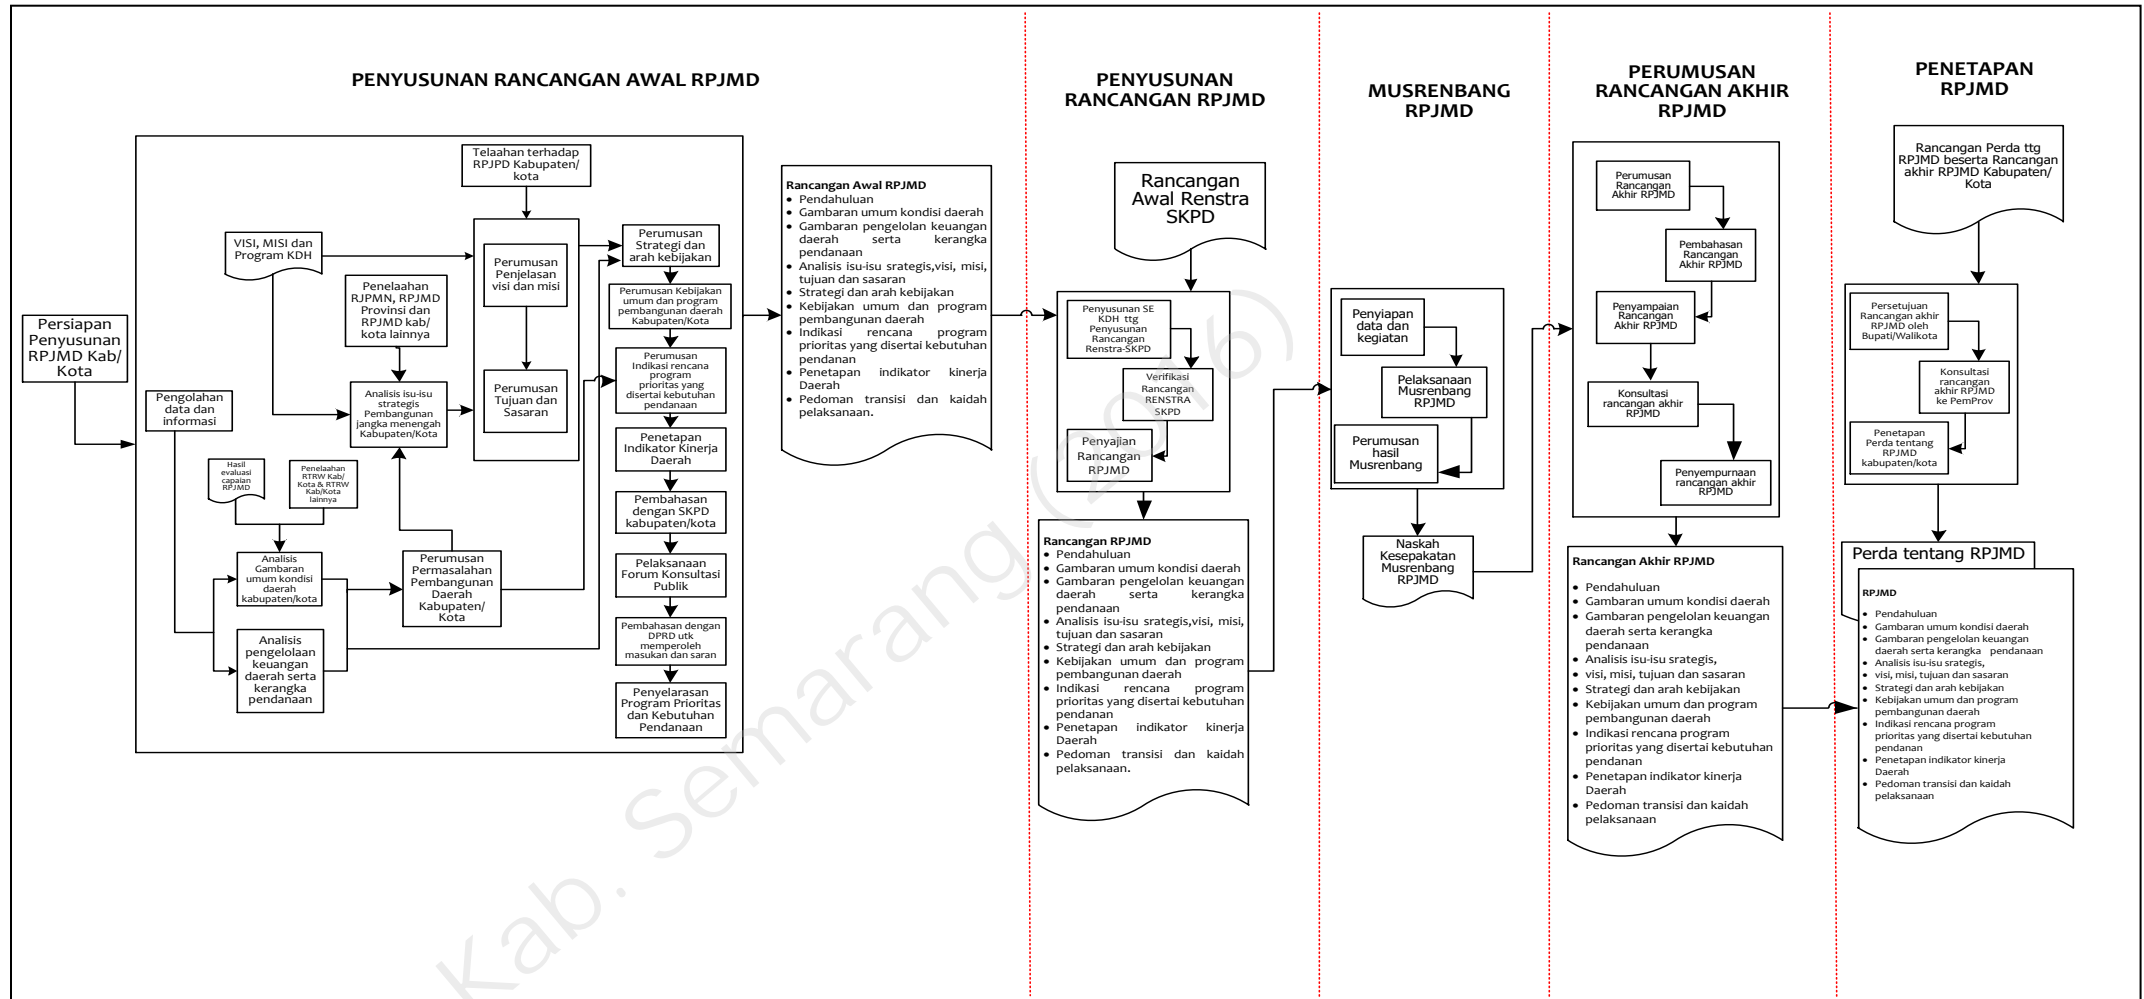 PENYUSUNAN RANCANGAN AWAL RPJMD
Persiapan
Penyusunan
RPJMD Kab/
Kota
Telaahan terhadap
RPJPD Kabupaten/
kota
VISI, MISI dan
Program KDH
Penelaahan
RJPMN, RPJMD
Provinsi dan
RPJMD kab/
kota lainnya
Pengolahan
data dan
informasi
Hasil
evaluasi
capaian
RPJMD
Penelaahan
RTRW Kab/
Kota & RTRW
Kab/Kota
lainnya
Analisis
Gambaran
umum kondisi
daerah
kabupaten/kota
Analisis
pengelolaan
keuangan
daerah serta
kerangka
pendanaan
Analisis isu-isu
strategis
Pembangunan
jangka menengah
Kabupaten/Kota
Perumusan
Permasalahan
Pembangunan
Daerah
Kabupaten/
Kota
Perumusan
Penjelasan
visi dan misi
Perumusan
Tujuan dan
Sasaran
Perumusan
Strategi dan
arah kebijakan
Perumusan Kebijakan
umum dan program
pembangunan daerah
Kabupaten/Kota
Perumusan
Indikasi rencana
program
prioritas yang
disertai kebutuhan
pendanaan
Penetapan
Indikator Kinerja
Daerah
Pembahasan
dengan SKPD
kabupaten/kota
Pelaksanaan
Forum Konsultasi
Publik
Pembahasan dengan
DPRD utk
memperoleh
masukan dan saran
Penyelarasan
Program Prioritas
dan Kebutuhan
Pendanaan
Rancangan Awal RPJMD
• Pendahuluan
• Gambaran umum kondisi daerah
• Gambaran pengelolan keuangan
daerah serta kerangka
pendanaan
• Analisis isu-isu srategis,visi, misi,
tujuan dan sasaran
• Strategi dan arah kebijakan
• Kebijakan umum dan program
pembangunan daerah
• Indikasi rencana program
prioritas yang disertai kebutuhan
pendanan
• Penetapan indikator kinerja
Daerah
• Pedoman transisi dan kaidah
pelaksanaan.
PENYUSUNAN
RANCANGAN RPJMD
Rancangan
Awal Renstra
SKPD
Penyusunan SE
KDH ttg
Penyusunan
Rancangan
Renstra-SKPD
Verifikasi
Rancangan
RENSTRA
SKPD
Penyajian
Rancangan
RPJMD
Rancangan RPJMD
• Pendahuluan
• Gambaran umum kondisi daerah
• Gambaran pengelolan keuangan
daerah serta kerangka
pendanaan
• Analisis isu-isu srategis,visi, misi,
tujuan dan sasaran
• Strategi dan arah kebijakan
• Kebijakan umum dan program
pembangunan daerah
• Indikasi rencana program
prioritas yang disertai kebutuhan
pendanan
• Penetapan indikator kinerja
Daerah
• Pedoman transisi dan kaidah
pelaksanaan.
MUSRENBANG
RPJMD
Penyiapan
data dan
kegiatan
Pelaksanaan
Musrenbang
RPJMD
Perumusan
hasil
Musrenbang
Naskah
Kesepakatan
Musrenbang
RPJMD
PERUMUSAN
RANCANGAN AKHIR
RPJMD
Perumusan
Rancangan
Akhir RPJMD
Pembahasan
Rancangan
Akhir RPJMD
Penyampaian
Rancangan
Akhir RPJMD
Konsultasi
rancangan akhir
RPJMD
Penyempurnaan
rancangan akhir
RPJMD
Rancangan Akhir RPJMD
• Pendahuluan
• Gambaran umum kondisi daerah
• Gambaran pengelolan keuangan
daerah serta kerangka
pendanaan
• Analisis isu-isu srategis,
• visi, misi, tujuan dan sasaran
• Strategi dan arah kebijakan
• Kebijakan umum dan program
pembangunan daerah
• Indikasi rencana program
prioritas yang disertai kebutuhan
pendanan
• Penetapan indikator kinerja
Daerah
• Pedoman transisi dan kaidah
pelaksanaan
PENETAPAN
RPJMD
Rancangan Perda ttg
RPJMD beserta Rancangan
akhir RPJMD Kabupaten/
Kota
Persetujuan
Rancangan akhir
RPJMD oleh
Bupati/Walikota
Konsultasi
rancangan
akhir RPJMD
ke PemProv
Penetapan
Perda tentang
RPJMD
kabupaten/kota
Perda tentang RPJMD
RPJMD
• Pendahuluan
• Gambaran umum kondisi daerah
• Gambaran pengelolan keuangan
daerah serta kerangka pendanaan
• Analisis isu-isu srategis,
• visi, misi, tujuan dan sasaran
• Strategi dan arah kebijakan
• Kebijakan umum dan program
pembangunan daerah
• Indikasi rencana program
prioritas yang disertai kebutuhan
pendanan
• Penetapan indikator kinerja
Daerah
• Pedoman transisi dan kaidah
pelaksanaan
Kab. Semarang (2016)